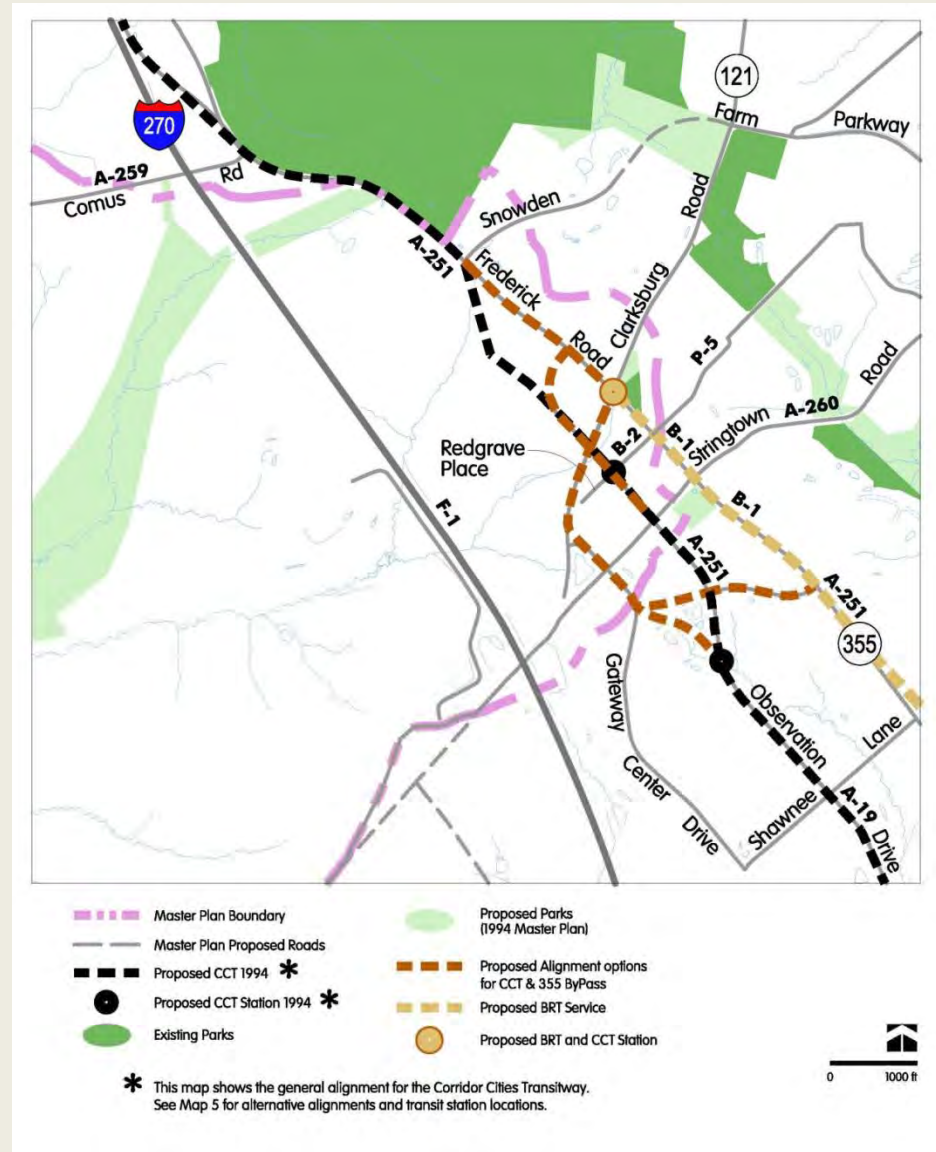 121
Farm
Parkway
270
A-259
Rd
Comus
Snowden
Road
Clarksburg
A-251
Frederick
Road
P-5
Road
A-260
Stringtown
Redgrave
Place
B-2
B-1
B-1
F-1
A-251
A-251
355
Gateway
Center
Drive
Observation
Lane
Shawnee
A-19
Drive
Master Plan Boundary
Master Plan Proposed Roads
Proposed CCT 1994 *
Proposed CCT Station 1994 *
Existing Parks
Proposed Parks
(1994 Master Plan)
Proposed Alignment options
for CCT & 355 ByPass
Proposed BRT Service
Proposed BRT and CCT Station
* This map shows the general alignment for the Corridor Cities Transitway.
See Map 5 for alternative alignments and transit station locations.
0 1000 ft